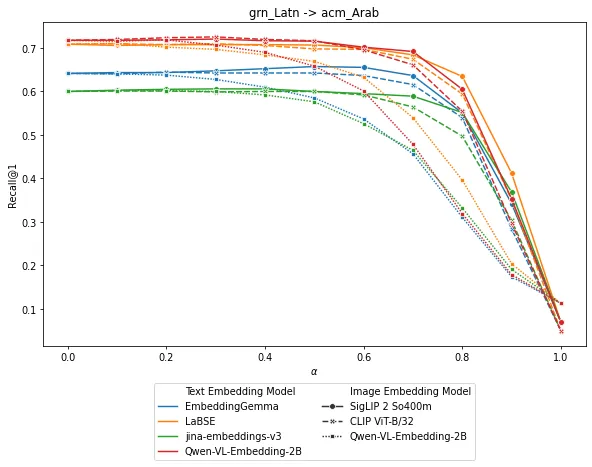 grn_Latn -> acm_Arab
Recall@1
0.7
0.6
0.5
0.4
0.3
0.2
0.1
0.0 0.2 0.4 0.6 0.8 1.0
α
Text Embedding Model
EmbeddingGemma
LaBSE
jina-embeddings-v3
Qwen-VL-Embedding-2B
Image Embedding Model
SigLIP 2 So400m
CLIP ViT-B/32
Qwen-VL-Embedding-2B